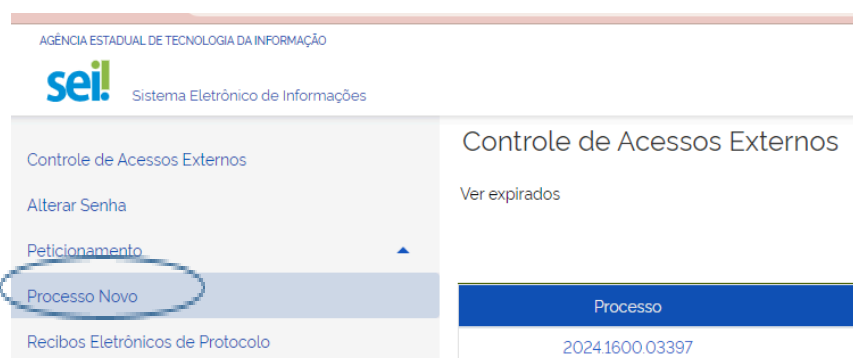 AGÊNCIA ESTADUAL DE TECNOLOGIA DA INFORMAÇÃO
sei!
Sistema Eletrônico de Informações
Controle de Acessos Externos
Alterar Senha
Peticionamento
Processo Novo
Recibos Eletrônicos de Protocolo
Controle de Acessos Externos
Ver expirados
Processo
2024.1600.03397